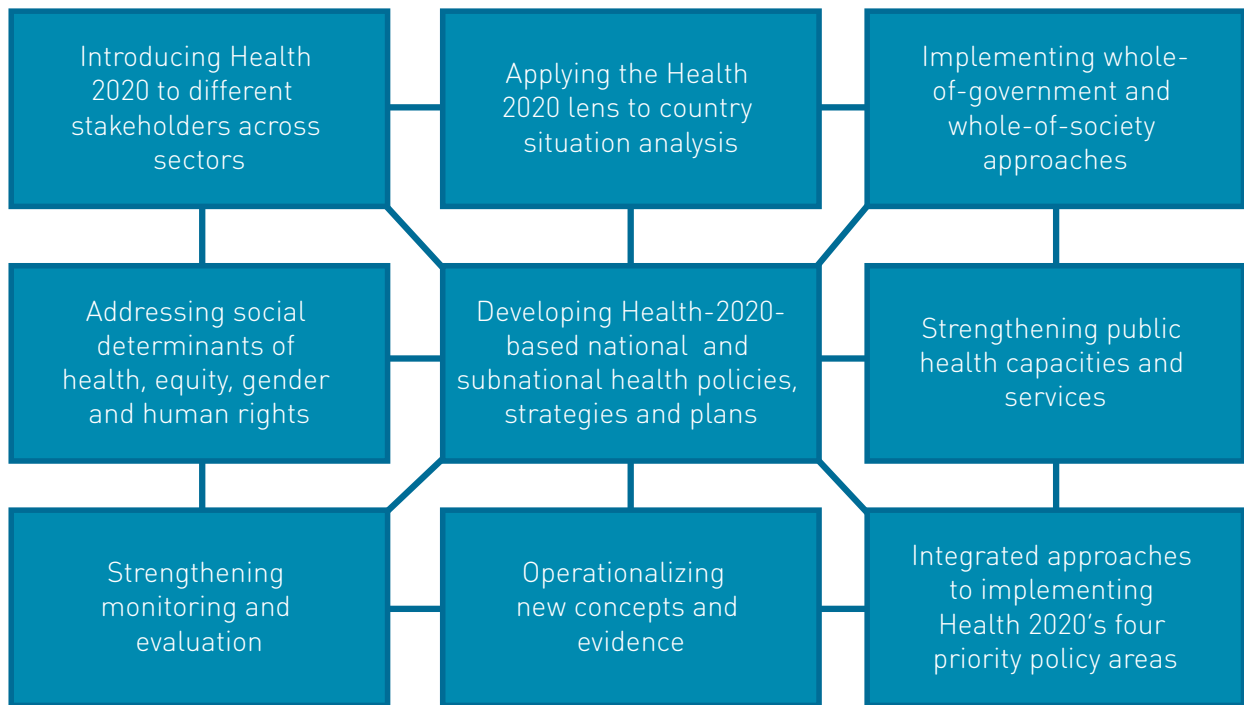 Introducing Health
2020 to different
stakeholders across
sectors
Applying the Health
2020 lens to country
situation analysis
Implementing whole-
of-government and
whole-of-society
approaches
Addressing social
determinants of
health, equity, gender
and human rights
Developing Health-2020-
based national and
subnational health policies,
strategies and plans
Strengthening public
health capacities and
services
Strengthening
monitoring and
evaluation
Operationalizing
new concepts and
evidence
Integrated approaches
to implementing
Health 2020’s four
priority policy areas